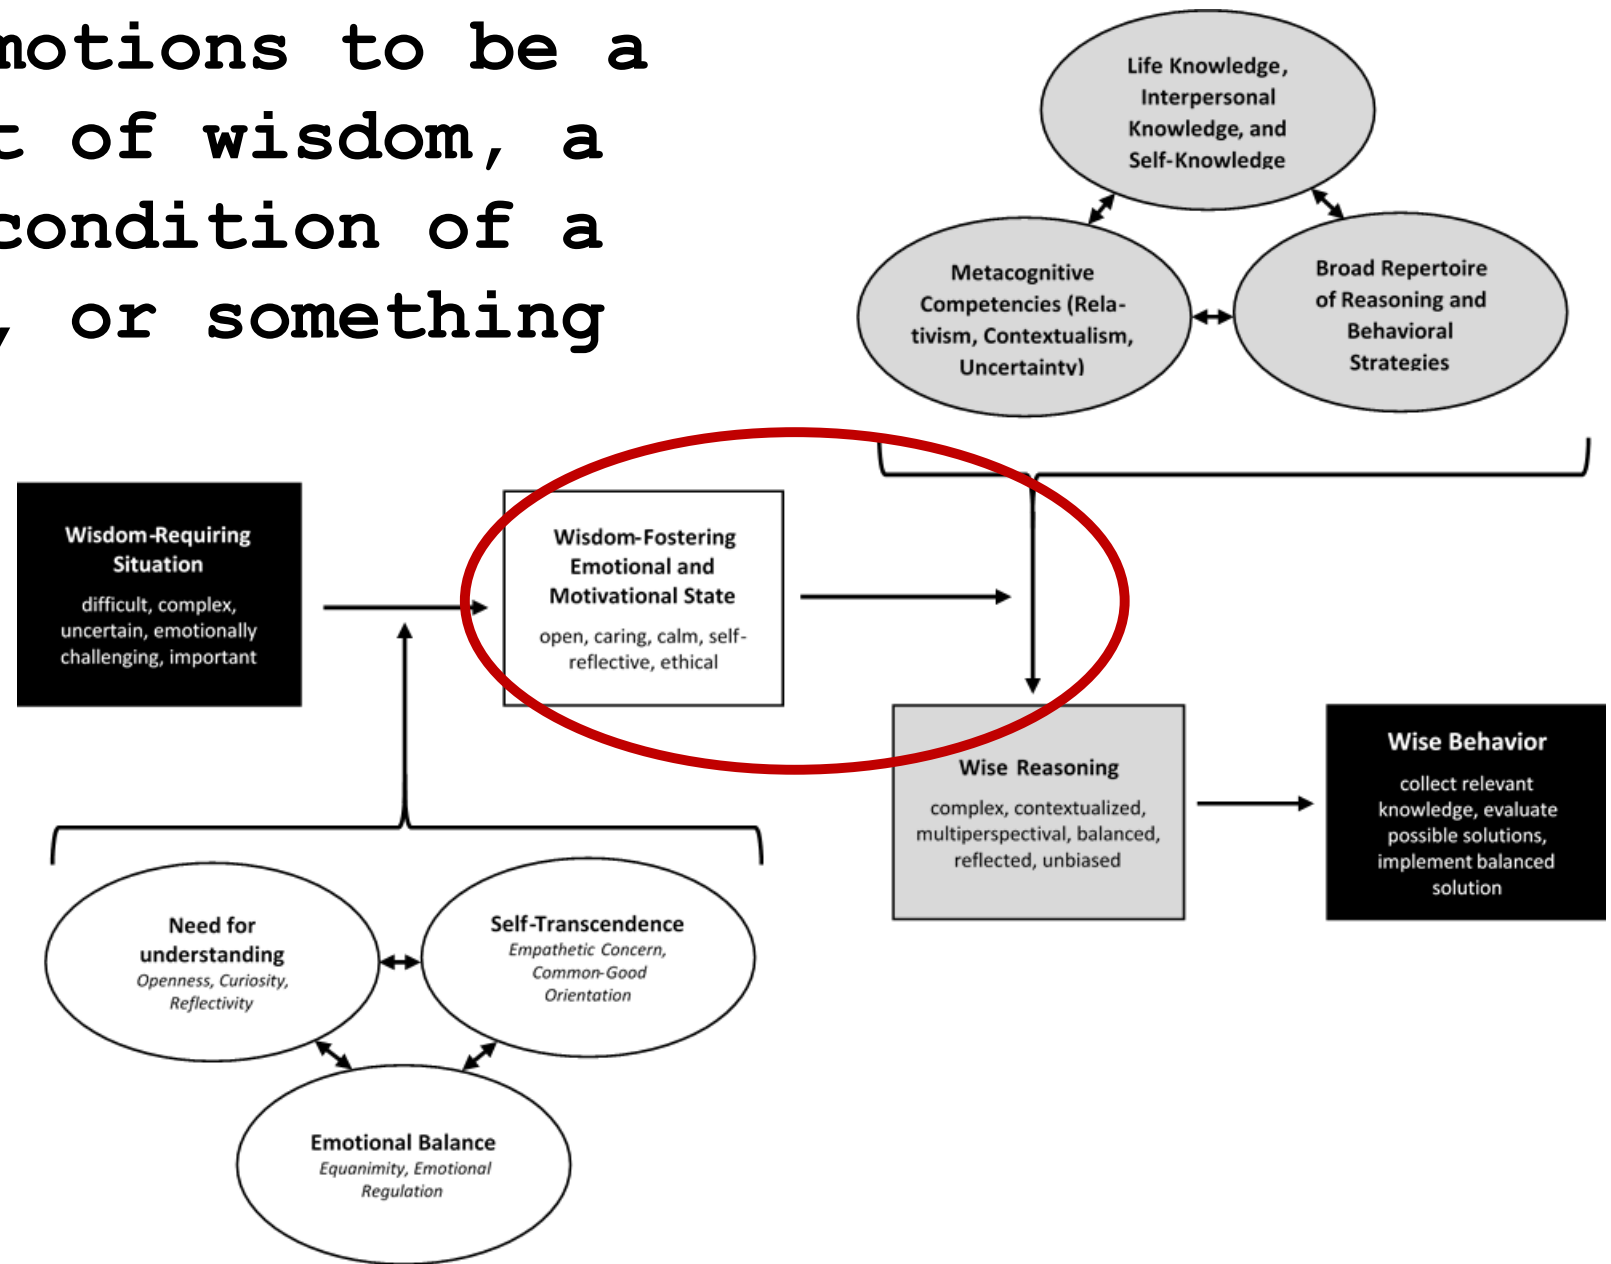 motions to be a
t of wisdom, a
condition of a
, or something
Life Knowledge,
Interpersonal
Knowledge, and
Self-Knowledge
Metacognitive
Competencies (Rela-
tivism, Contextualism,
Uncertainty)
Broad Repertoire
of Reasoning and
Behavioral
Strategies
Wisdom-Requiring
Situation
difficult, complex,
uncertain, emotionally
challenging, important
Wisdom-Fostering
Emotional and
Motivational State
open, caring, calm, self-
reflective, ethical
Wise Reasoning
complex, contextualized,
multiperspectival, balanced,
reflected, unbiased
Wise Behavior
collect relevant
knowledge, evaluate
possible solutions,
implement balanced
solution
Need for
understanding
Openness, Curiosity,
Reflectivity
Self-Transcendence
Empathetic Concern,
Common-Good
Orientation
Emotional Balance
Equanimity, Emotional
Regulation